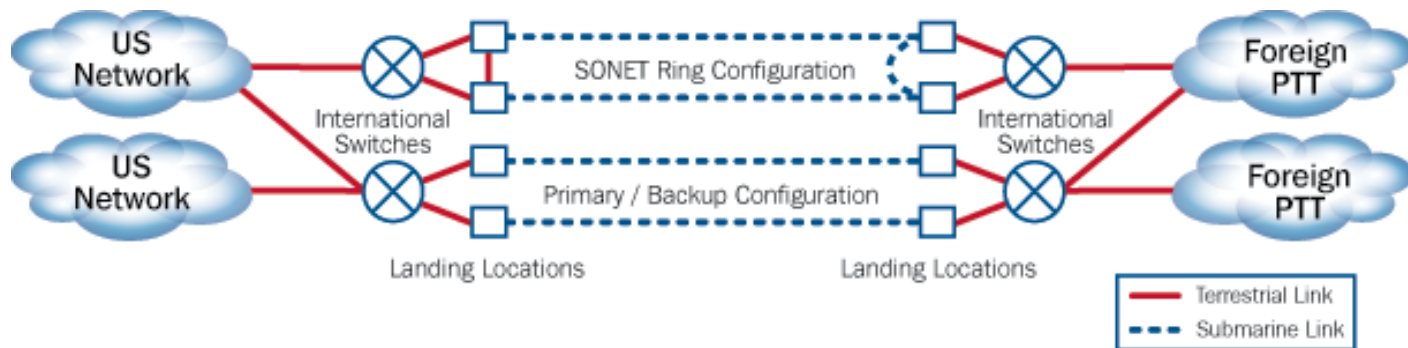 US
Network
SONET Ring Configuration
Foreign
PTT
International
Switches
International
Switches
US
Network
Primary / Backup Configuration
Foreign
PTT
Landing Locations
Landing Locations
Terrestrial Link
Submarine Link